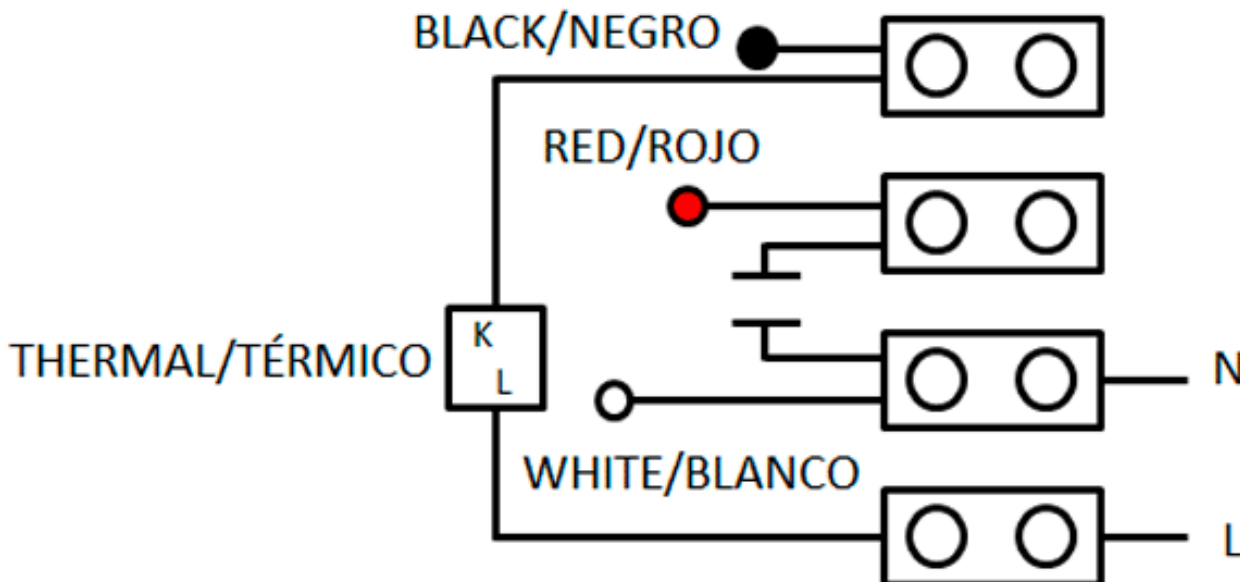 BLACK/NEGRO
RED/ROJO
K
THERMAL/TÉRMICO
L
N
WHITE/BLANCO
L